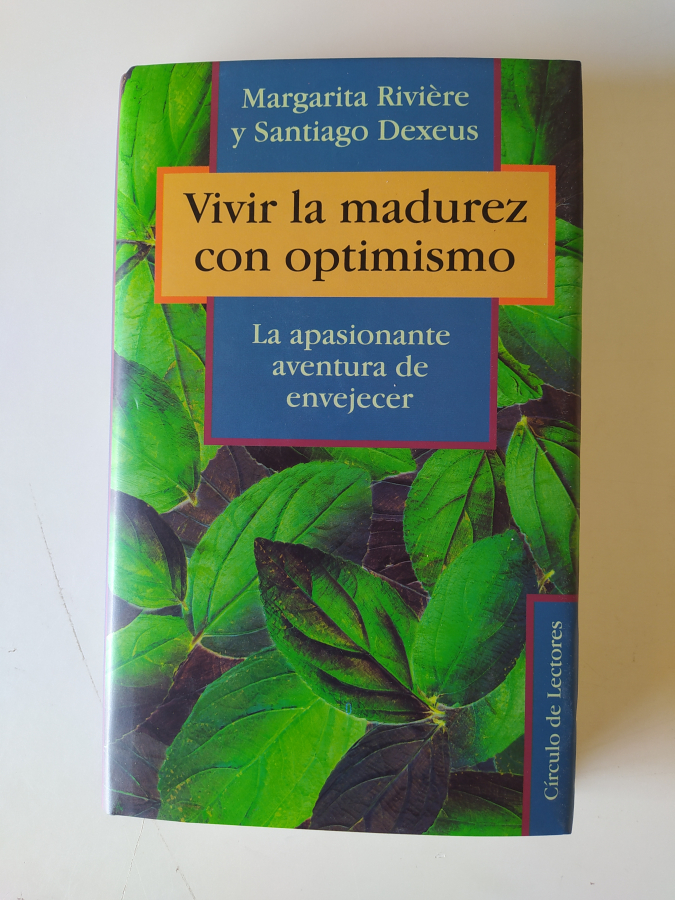 Margarita Rivière
y Santiago Dexeus
Vivir la madurez
con optimismo
La apasionante
aventura de
envejecer
Círculo de Lectores